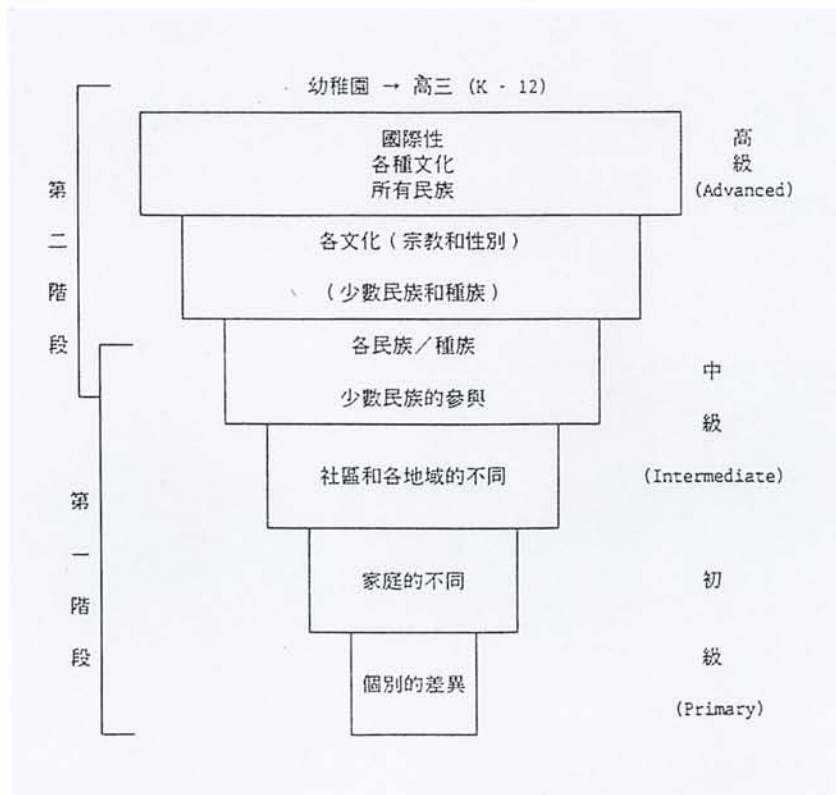 幼稚園 → 高三 (K - 12)
國際性
各種文化
所有民族
各文化（宗教和性別）
（少數民族和種族）
各民族／種族
少數民族的參與
社區和各地域的不同
家庭的不同
個別的差異
第二階段
第一階段
高級
(Advanced)
中級
(Intermediate)
初級
(Primary)